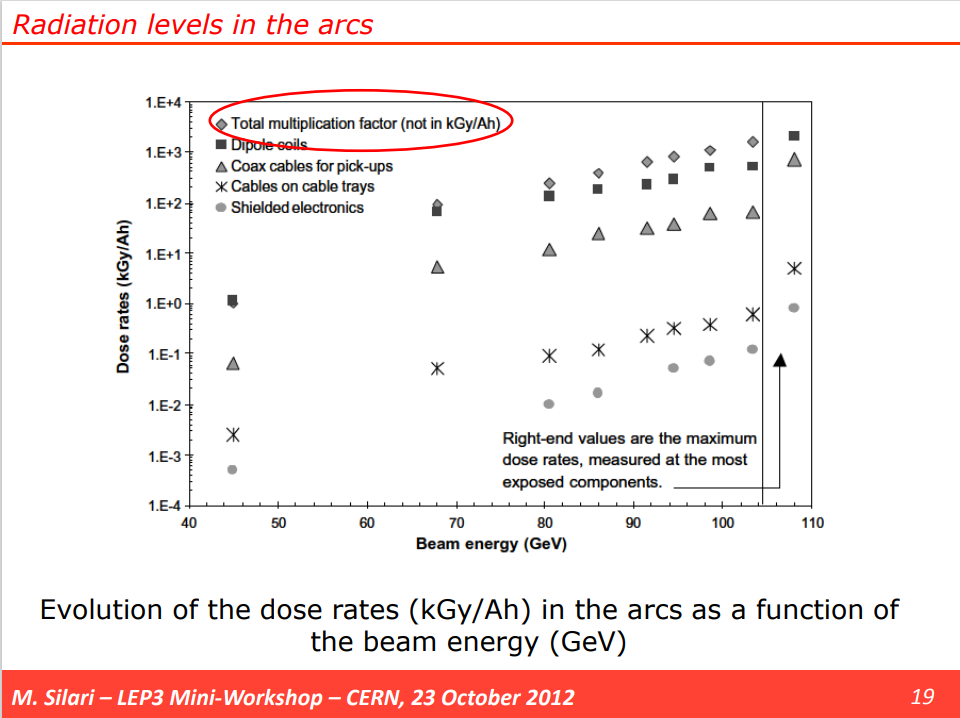 Radiation levels in the arcs
1.E+4
1.E+3
1.E+2
1.E+1
1.E+0
1.E-1
1.E-2
1.E-3
1.E-4
Dose rates (kGy/Ah)
Total multiplication factor (not in kGy/Ah)
Dipole coils
Coax cables for pick-ups
Cables on cable trays
Shielded electronics
Right-end values are the maximum
dose rates, measured at the most
exposed components.
40 50 60 70 80 90 100 110
Beam energy (GeV)
Evolution of the dose rates (kGy/Ah) in the arcs as a function of
the beam energy (GeV)
M. Silari – LEP3 Mini-Workshop – CERN, 23 October 2012 19